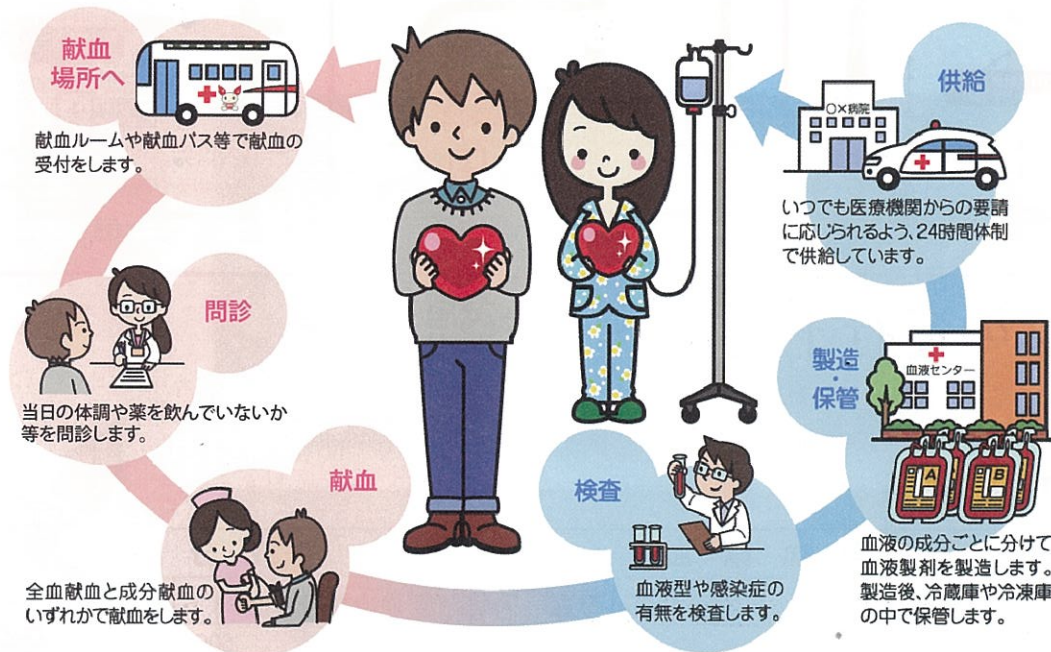 献血
場所へ
献血ルームや献血バス等で献血の
受付をします。
問診
当日の体調や薬を飲んでいないか
等を問診します。
献血
全血献血と成分献血の
いずれかで献血をします。
検査
血液型や感染症の
有無を検査します。
製造
・
保管
血液センター
A
B
血液の成分ごとに分けて
血液製剤を製造します。
製造後、冷蔵庫や冷凍庫
の中で保管します。
供給
○×病院
いつでも医療機関からの要請
に応じられるよう、24時間体制
で供給しています。